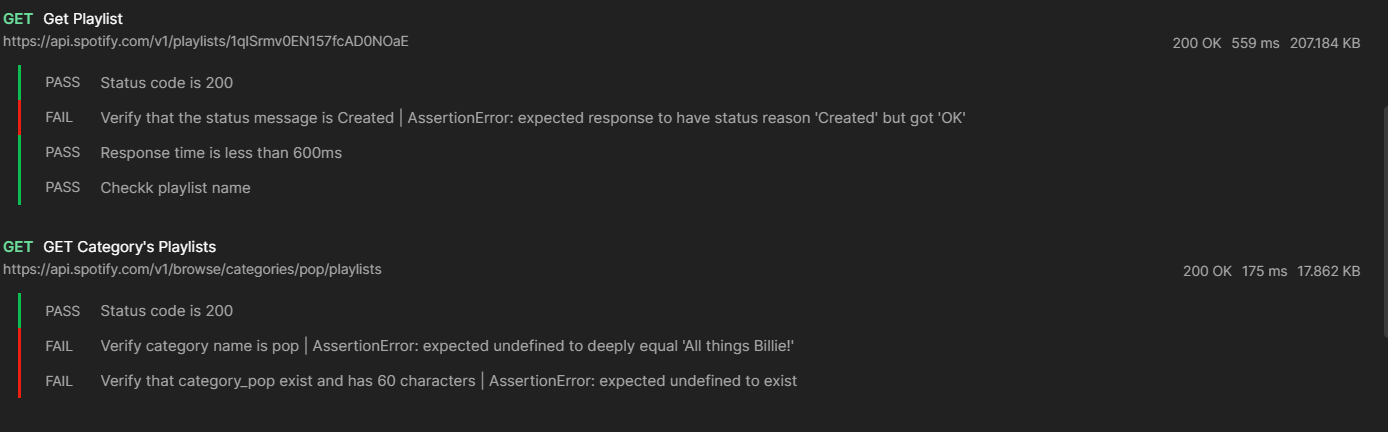 GET Get Playlist
https://api.spotify.com/v1/playlists/1qlSrmv0EN157fcAD0NOaE
200 OK 559 ms 207.184 KB
PASS Status code is 200
FAIL Verify that the status message is Created | AssertionError: expected response to have status reason 'Created' but got 'OK'
PASS Response time is less than 600ms
PASS Checkk playlist name
GET GET Category's Playlists
https://api.spotify.com/v1/browse/categories/pop/playlists
200 OK 175 ms 17.862 KB
PASS Status code is 200
FAIL Verify category name is pop | AssertionError: expected undefined to deeply equal 'All things Billie!'
FAIL Verify that category_pop exist and has 60 characters | AssertionError: expected undefined to exist